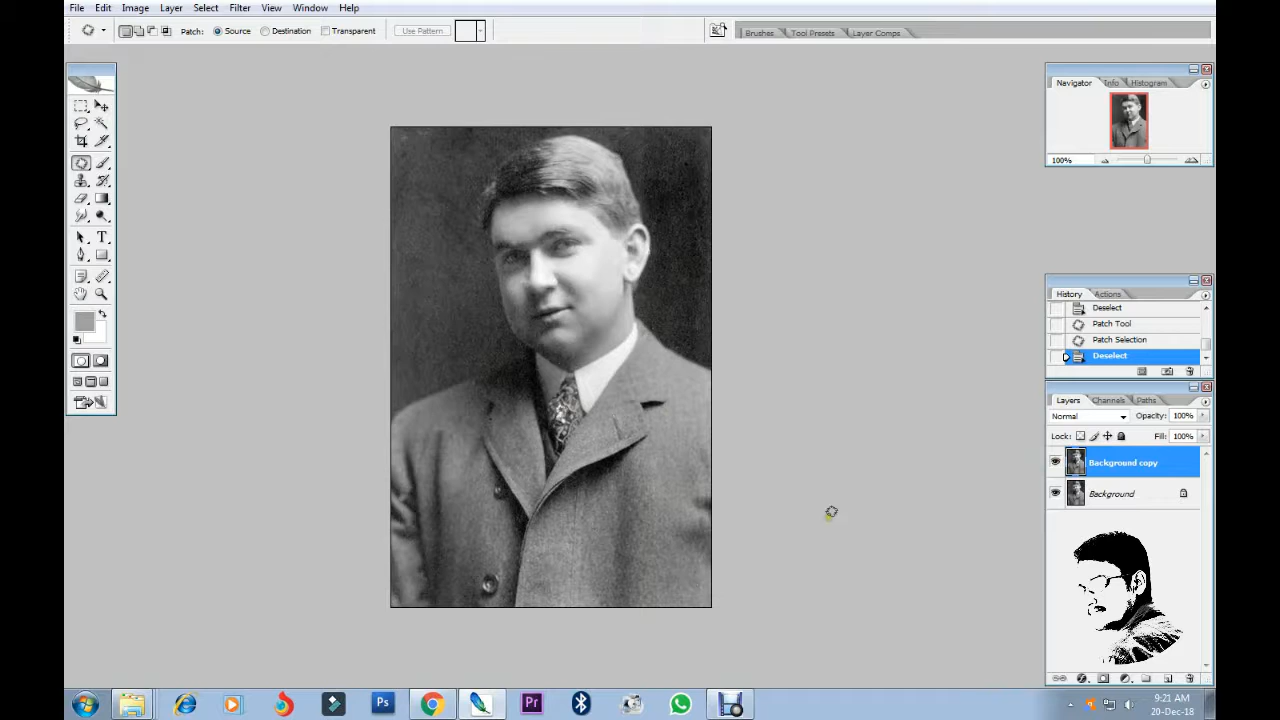 File Edit Image Layer Select Filter View Window Help
Patch: Source Destination Transparent Use Pattern Brushes Tool Presets Layer Comps
Navigator Info Histogram
100%
History Actions
Deselect
Patch Tool
Patch Selection
Deselect
Layers Channels Paths
Normal Opacity: 100%
Lock: Fill: 100%
Background copy
Background
T
Ps Pr
9:21 AM
20-Dec-18